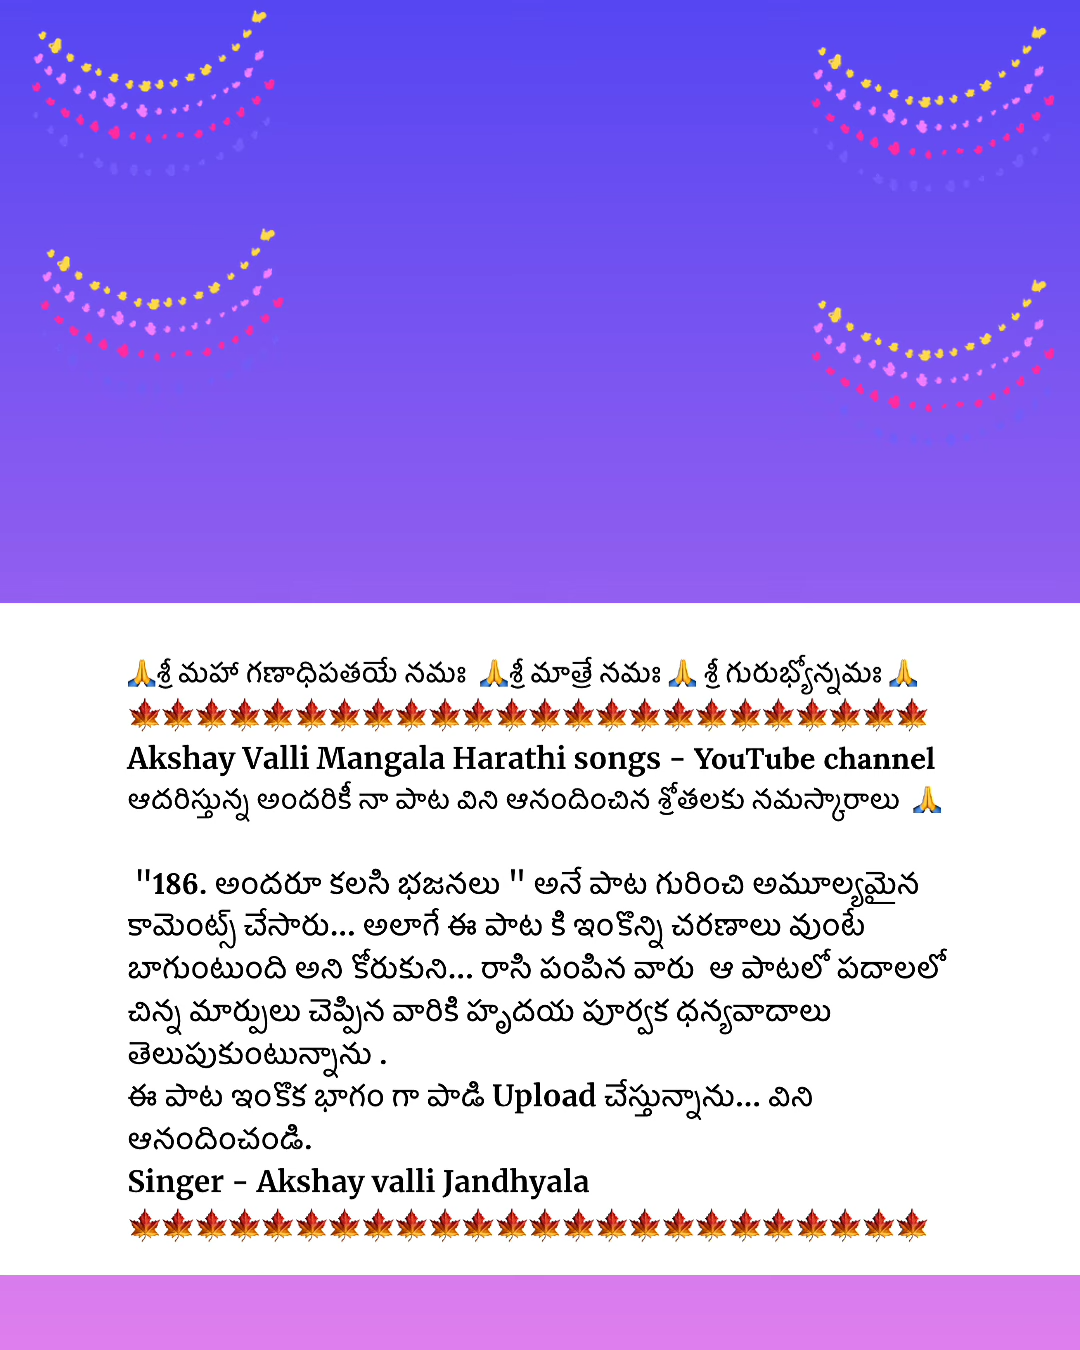 🙏శ్రీ మహా గణాధిపతయే నమః 🙏శ్రీ మాత్రే నమః 🙏 శ్రీ గురుభ్యోన్నమః 🙏
🍁🍁🍁🍁🍁🍁🍁🍁🍁🍁🍁🍁🍁🍁🍁🍁🍁🍁🍁🍁🍁🍁🍁🍁
Akshay Valli Mangala Harathi songs - YouTube channel
ఆదరిస్తున్న అందరికీ నా పాట విని ఆనందించిన శ్రోతలకు నమస్కారాలు 🙏
"186. అందరూ కలసి భజనలు " అనే పాట గురించి అమూల్యమైన
కామెంట్స్ చేసారు... అలాగే ఈ పాట కి ఇంకొన్ని చరణాలు వుంటే
బాగుంటుంది అని కోరుకుని... రాసి పంపిన వారు ఆ పాటలో పదాలలో
చిన్న మార్పులు చెప్పిన వారికి హృదయ పూర్వక ధన్యవాదాలు
తెలుపుకుంటున్నాను .
ఈ పాట ఇంకొక భాగం గా పాడి Upload చేస్తున్నాను... విని
ఆనందించండి.
Singer - Akshay valli Jandhyala
🍁🍁🍁🍁🍁🍁🍁🍁🍁🍁🍁🍁🍁🍁🍁🍁🍁🍁🍁🍁🍁🍁🍁🍁